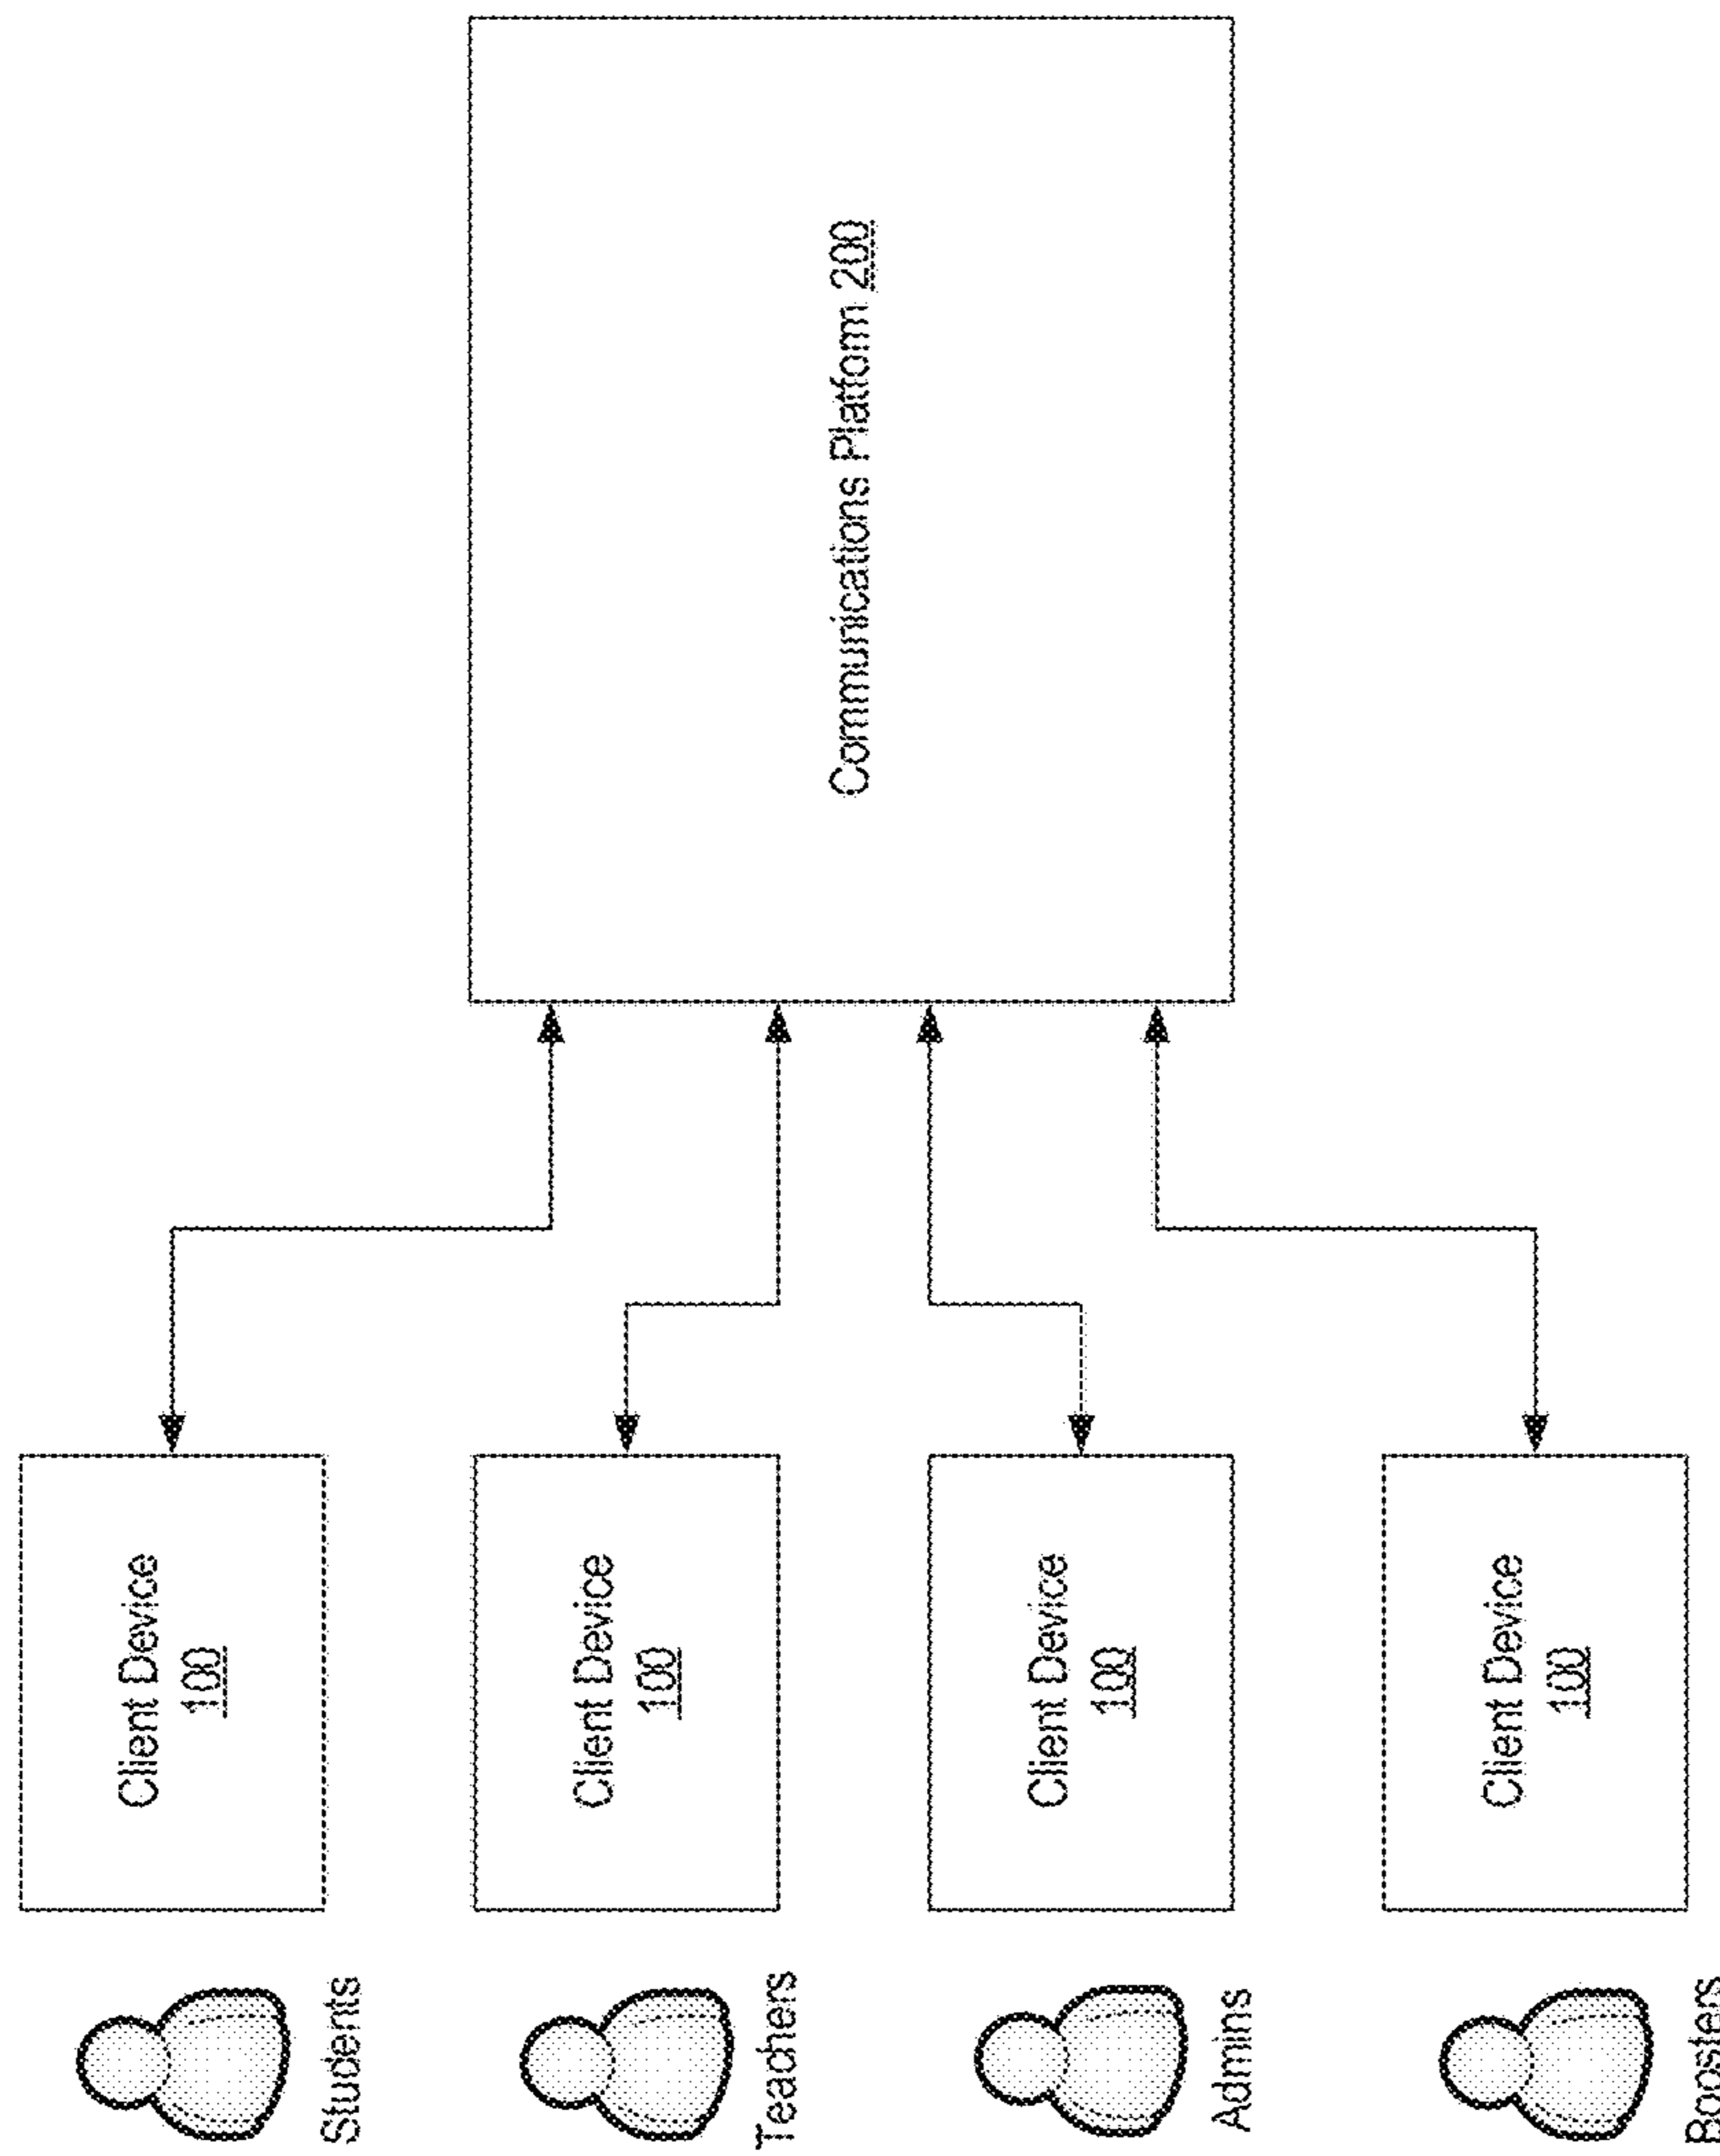 Students
Client Device
100
Teachers
Client Device
100
Admins
Client Device
100
Boosters
Client Device
100
Communications Platform 200